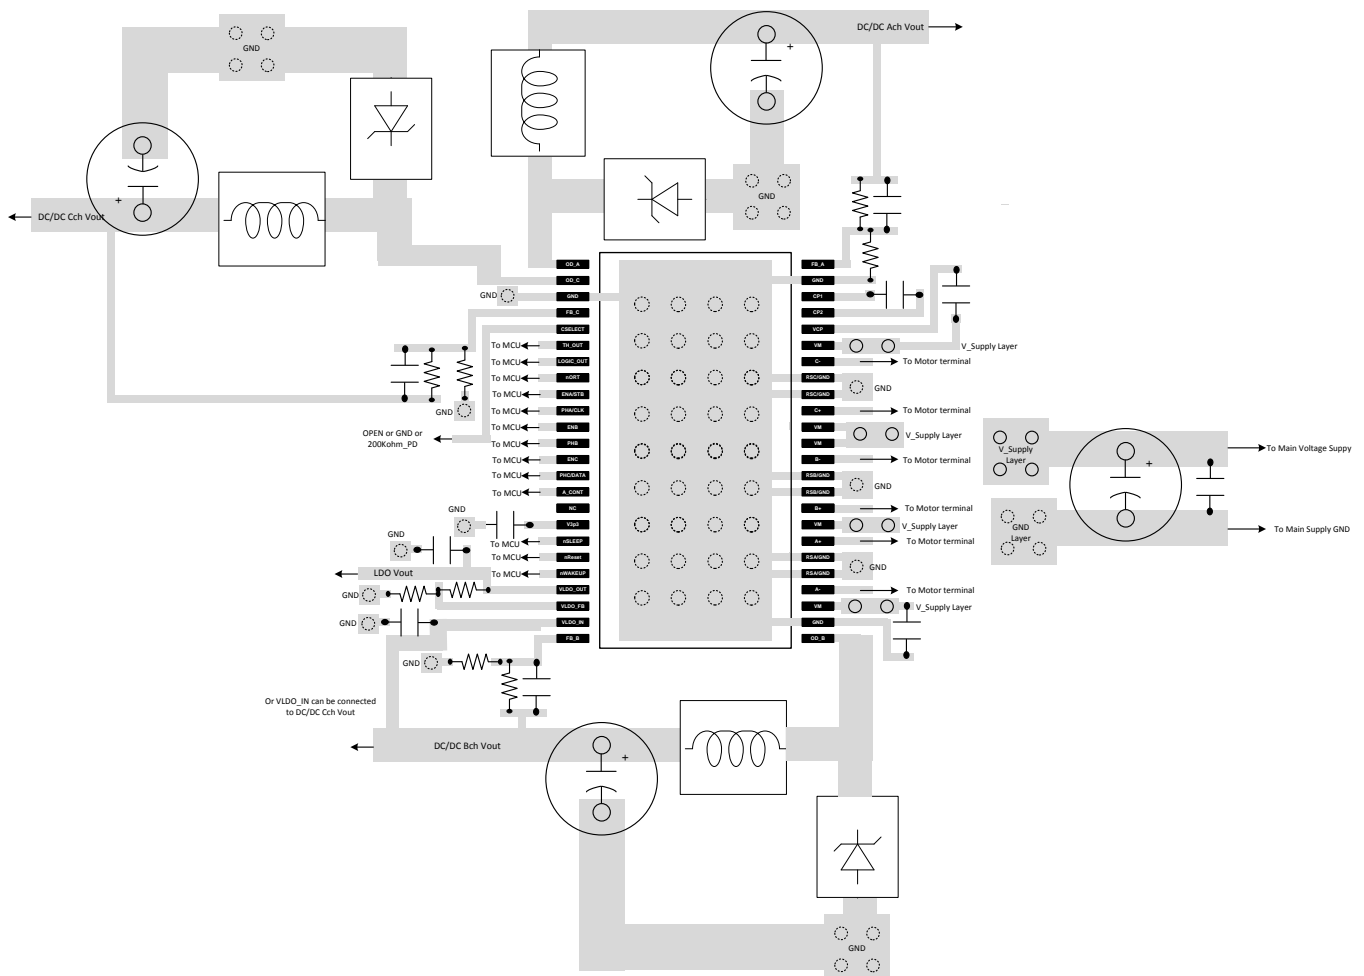 DC/DC Ach Vout
+
GND
GND
+
DC/DC Cch Vout
OD_A
OD_C
GND
GND
FB_C
CSELECT
To MCU
TH_OUT
To MCU
LOGIC_OUT
To MCU
nORT
To MCU
ENA/STB
To MCU
PHA/CLK
To MCU
ENB
To MCU
PHB
To MCU
ENC
To MCU
PHC/DATA
To MCU
A_CONT
NC
V3p3
To MCU
nSLEEP
To MCU
nReset
To MCU
nWAKEUP
VLDO_OUT
VLDO_FB
VLDO_IN
FB_B
GND
OPEN or GND or
200Kohm_PD
GND
GND
LDO Vout
GND
GND
GND
Or VLDO_IN can be connected
to DC/DC Cch Vout
FB_A
GND
CP1
CP2
VCP
VM
V_Supply Layer
C-
To Motor terminal
RSC/GND
GND
RSC/GND
C+
To Motor terminal
VM
V_Supply Layer
VM
B-
To Motor terminal
RSB/GND
GND
RSB/GND
B+
To Motor terminal
VM
V_Supply Layer
A+
To Motor terminal
RSA/GND
GND
RSA/GND
A-
To Motor terminal
VM
V_Supply Layer
GND
OD_B
V_Supply
Layer
+
To Main Voltage Suppy
GND
Layer
To Main Supply GND
DC/DC Bch Vout
+
GND